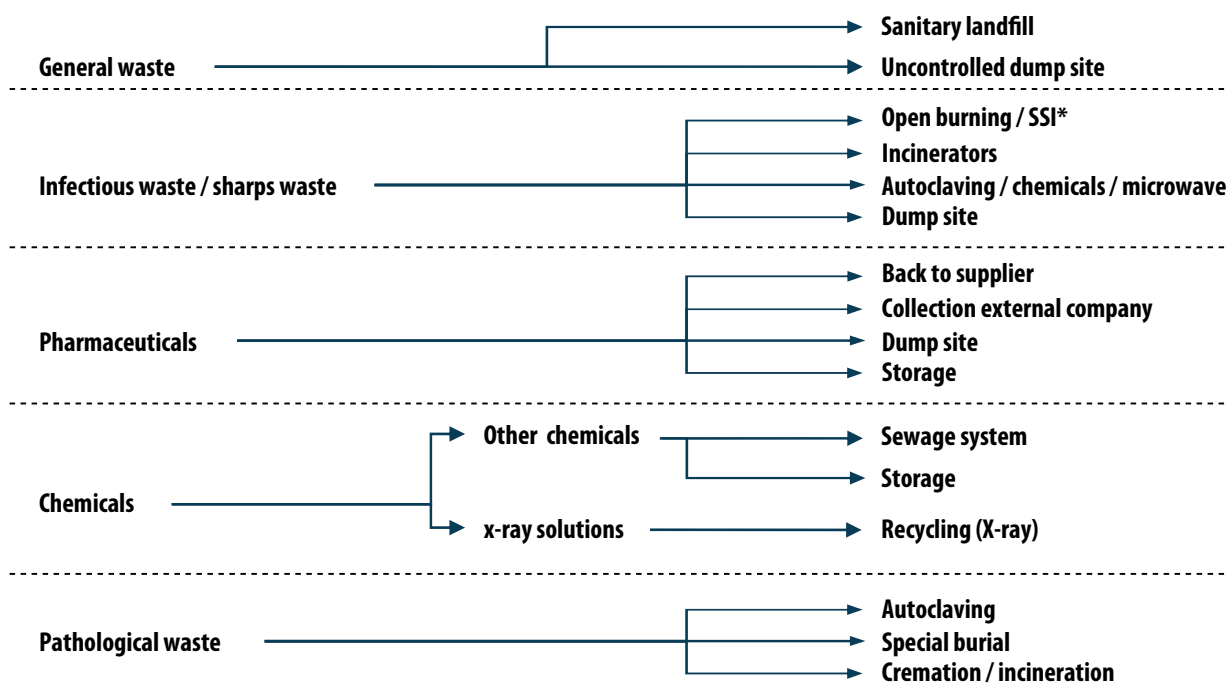 Sanitary landfill
General waste
Uncontrolled dump site
Open burning / SSI*
Incinerators
Infectious waste / sharps waste
Autoclaving / chemicals / microwave
Dump site
Back to supplier
Collection external company
Pharmaceuticals
Dump site
Storage
Other chemicals
Sewage system
Storage
Chemicals
x-ray solutions
Recycling (X-ray)
Autoclaving
Pathological waste
Special burial
Cremation / incineration